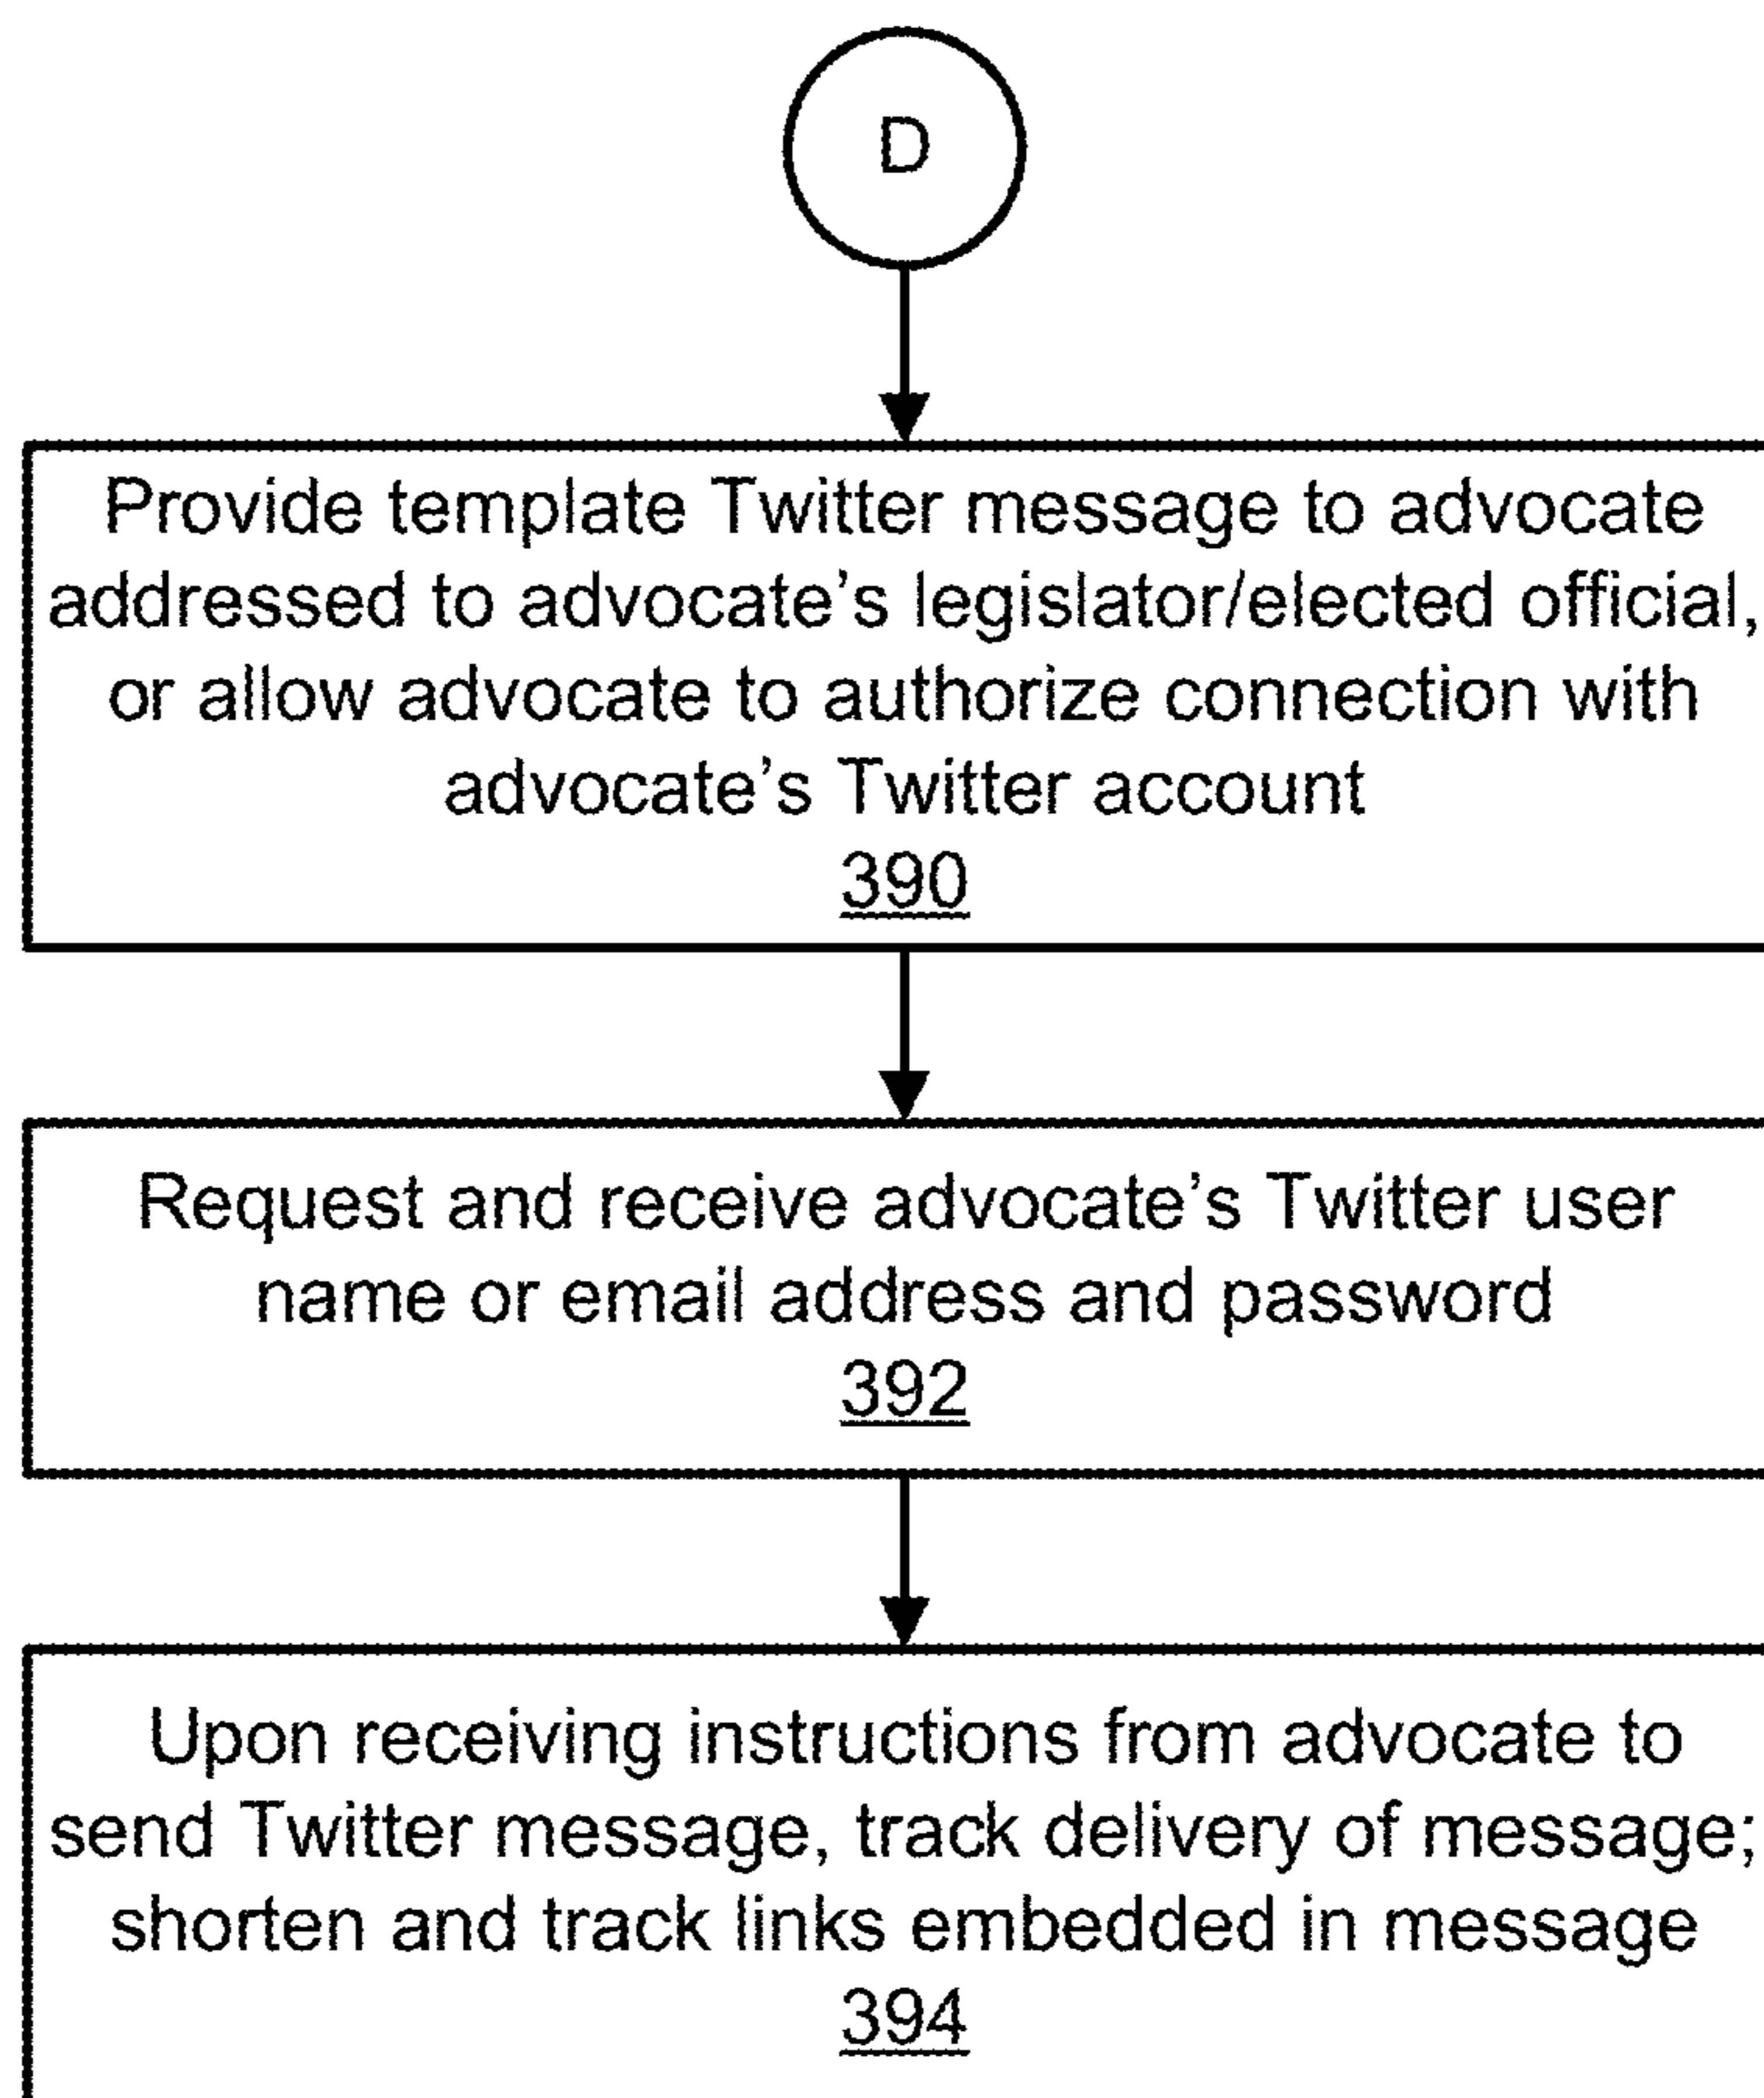 D
Provide template Twitter message to advocate
addressed to advocate’s legislator/elected official,
or allow advocate to authorize connection with
advocate’s Twitter account
390
Request and receive advocate’s Twitter user
name or email address and password
392
Upon receiving instructions from advocate to
send Twitter message, track delivery of message;
shorten and track links embedded in message
394